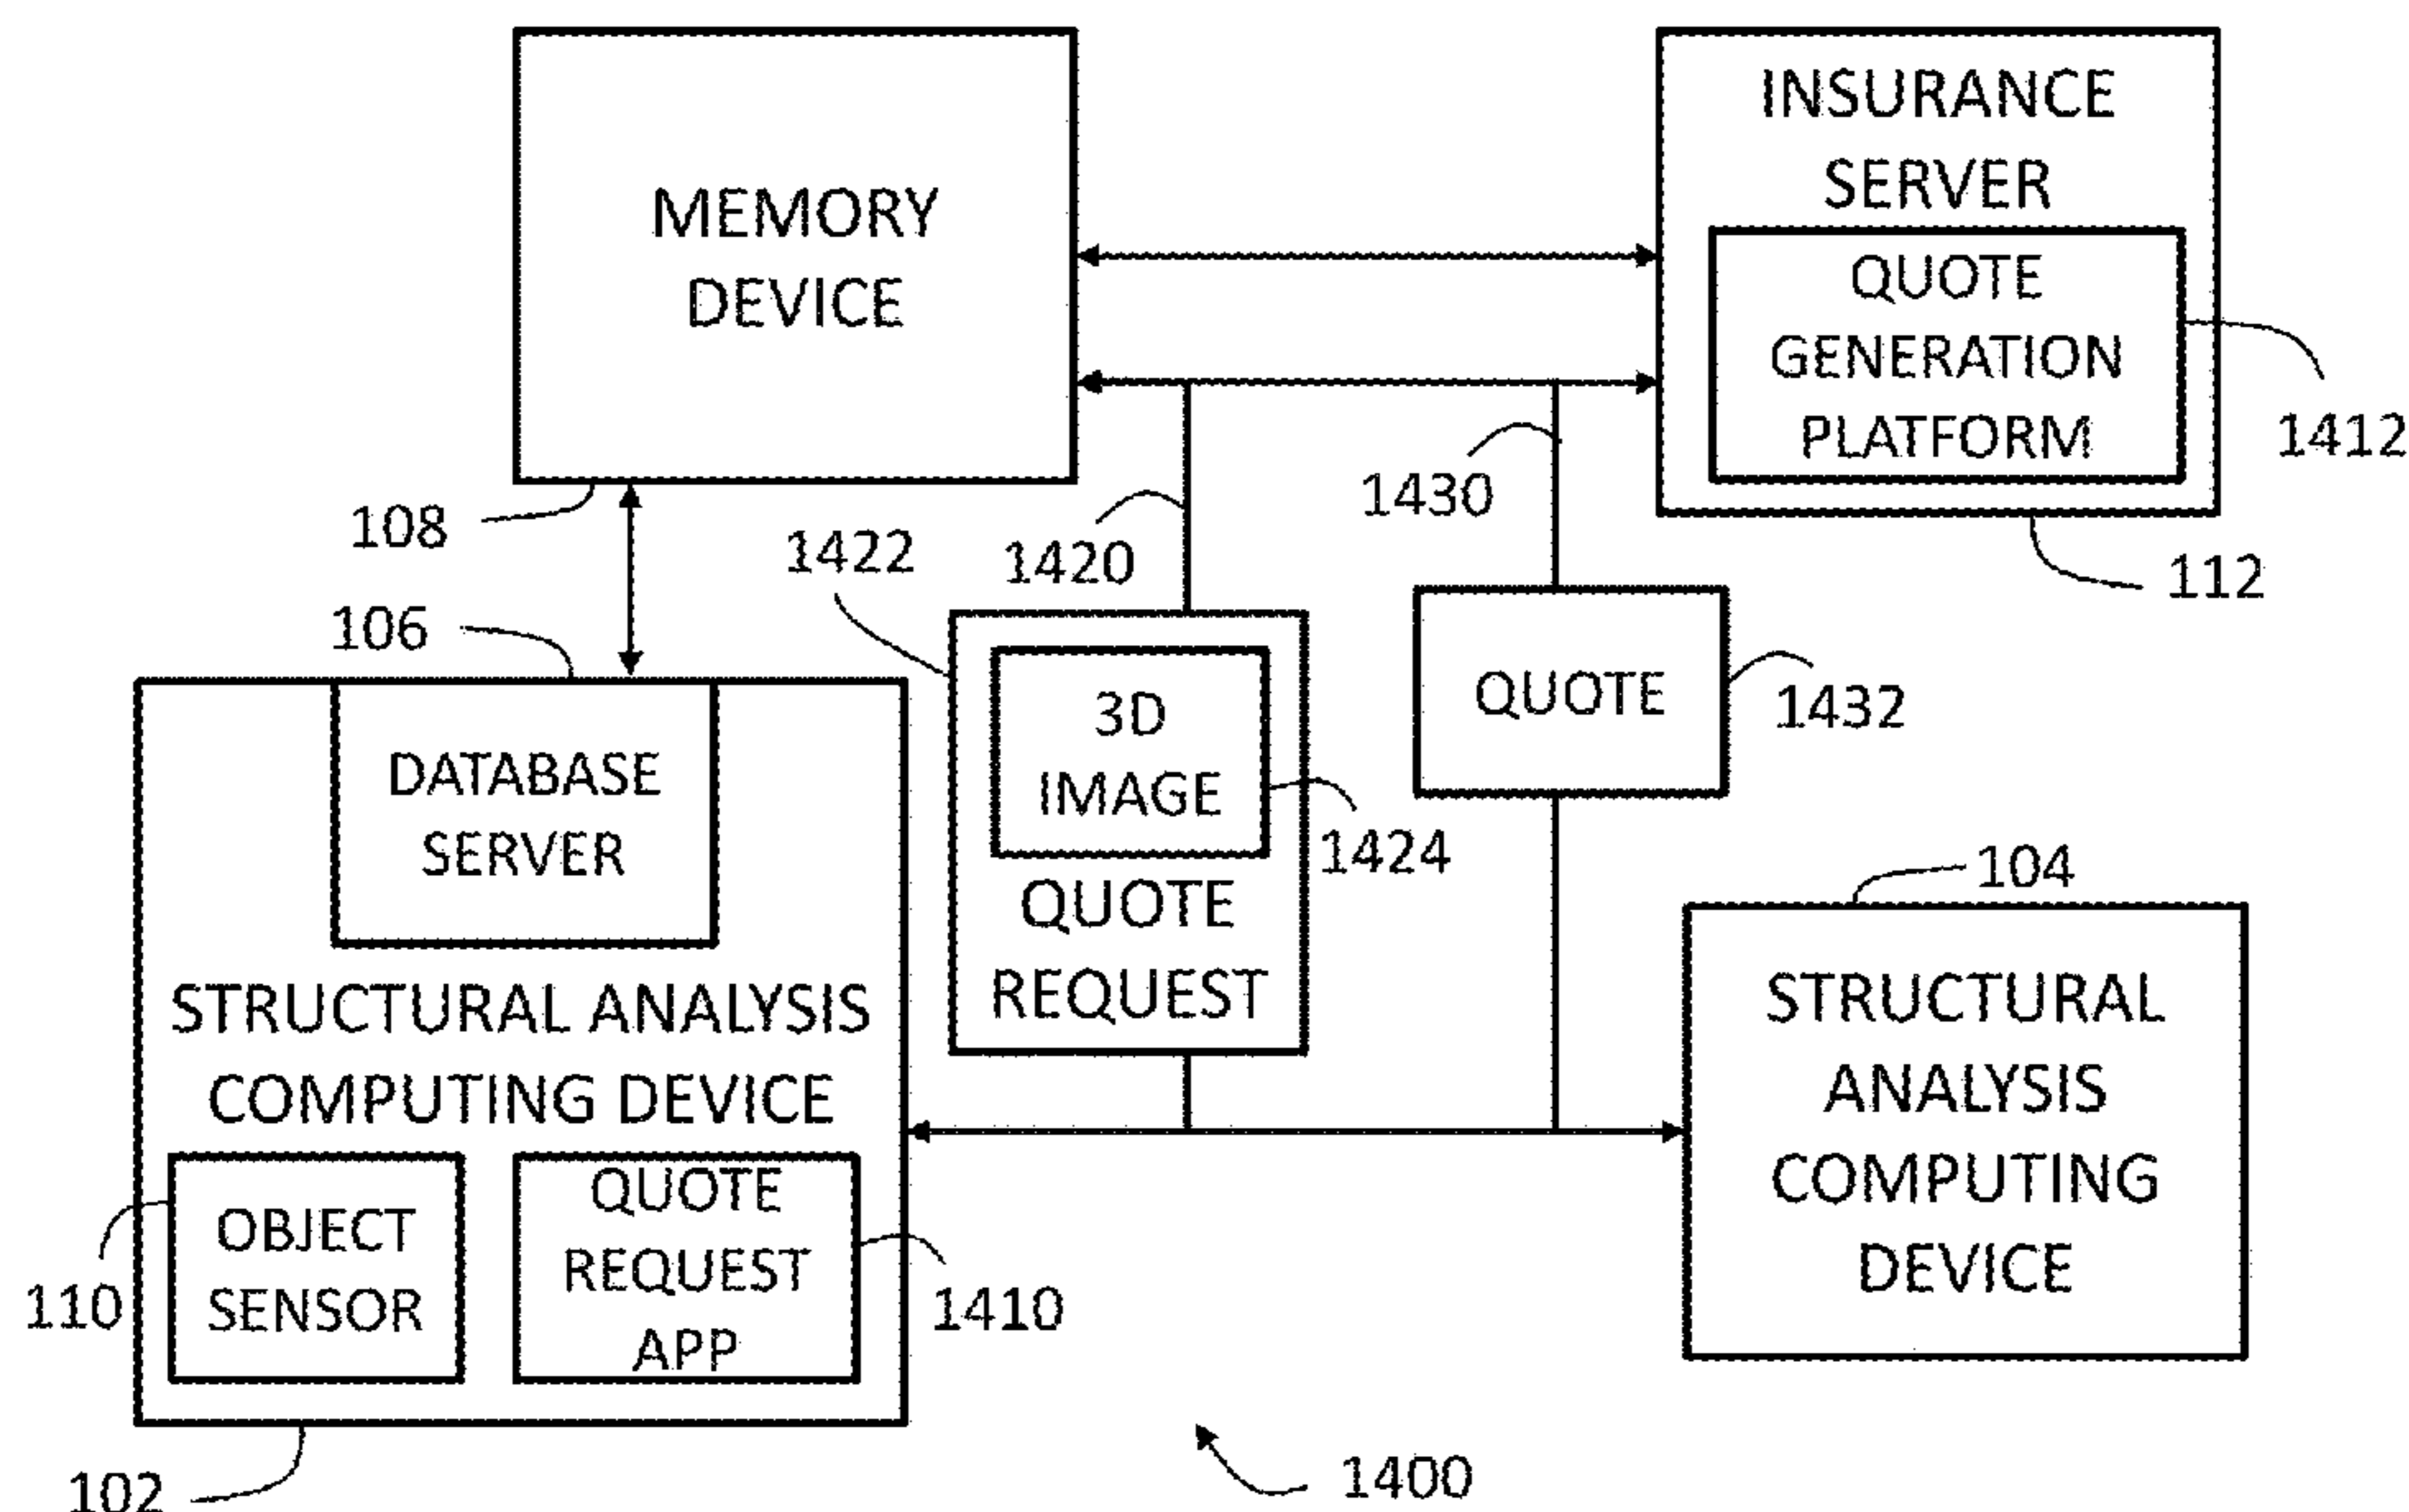 MEMORY
DEVICE
INSURANCE
SERVER
QUOTE
GENERATION
PLATFORM
1412
108
1422
1420
1430
112
106
DATABASE
SERVER
3D
IMAGE
1424
QUOTE
REQUEST
QUOTE
1432
104
STRUCTURAL ANALYSIS
COMPUTING DEVICE
OBJECT
SENSOR
110
QUOTE
REQUEST
APP
1410
STRUCTURAL
ANALYSIS
COMPUTING
DEVICE
102
1400